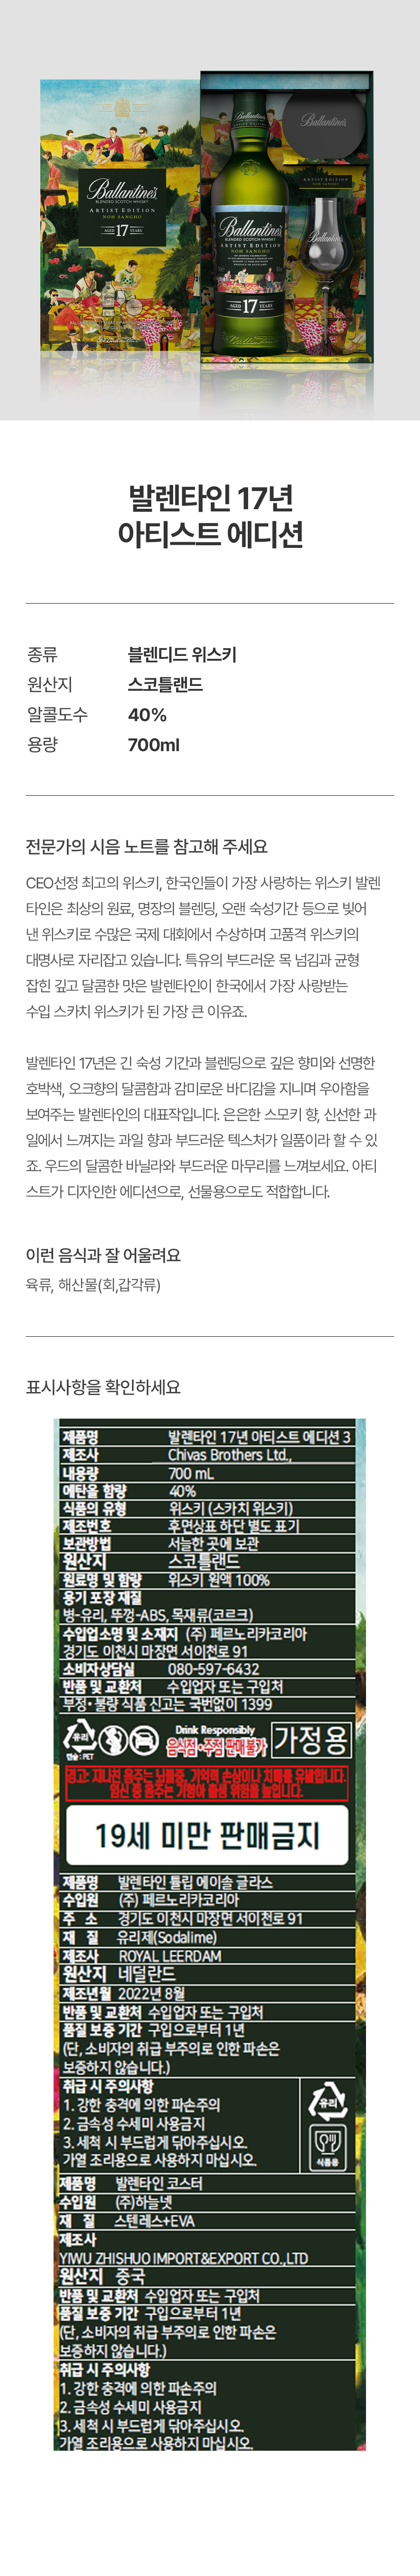 Ballantine's
BLENDED SCOTCH WHISKY
ARTIST EDITION
NOH SANGHO
AGED 17 YEARS
Ballantine's
Ballantine's
ARTIST EDITION
NOH SANGHO
Ballantine's
Ballantine's
BLENDED SCOTCH WHISKY
ARTIST EDITION
NOH SANGHO
AGED 17 YEARS
발렌타인 17년
아티스트 에디션
종류 블렌디드 위스키
원산지 스코틀랜드
알콜도수 40%
용량 700ml
전문가의 시음 노트를 참고해 주세요
CEO선정 최고의 위스키, 한국인들이 가장 사랑하는 위스키 발렌
타인은 최상의 원료, 명장의 블렌딩, 오랜 숙성기간 등으로 빚어
낸 위스키로 수많은 국제 대회에서 수상하며 고품격 위스키의
대명사로 자리잡고 있습니다. 특유의 부드러운 목 넘김과 균형
잡힌 깊고 달콤한 맛은 발렌타인이 한국에서 가장 사랑받는
수입 스카치 위스키가 된 가장 큰 이유죠.
발렌타인 17년은 긴 숙성 기간과 블렌딩으로 깊은 향미와 선명한
호박색, 오크향의 달콤함과 감미로운 바디감을 지니며 우아함을
보여주는 발렌타인의 대표작입니다. 은은한 스모키 향, 신선한 과
일에서 느껴지는 과일 향과 부드러운 텍스처가 일품이라 할 수 있
죠. 우드의 달콤한 바닐라와 부드러운 마무리를 느껴보세요. 아티
스트가 디자인한 에디션으로, 선물용으로도 적합합니다.
이런 음식과 잘 어울려요
육류, 해산물(회,갑각류)
표시사항을 확인하세요
제품명 발렌타인 17년 아티스트 에디션 3
제조사 Chivas Brothers Ltd.,
내용량 700 mL
에탄올 함량 40%
식품의 유형 위스키 (스카치 위스키)
제조번호 후면상표 하단 별도 표기
보관방법 서늘한 곳에 보관
원산지 스코틀랜드
원료명 및 함량 위스키 원액 100%
용기 포장 재질
병-유리, 뚜껑-ABS, 목재류(코르크)
수입업소명 및 소재지 (주) 페르노리카코리아
경기도 이천시 마장면 서이천로 91
소비자상담실 080-597-6432
반품 및 교환처 수입업자 또는 구입처
부정·불량 식품 신고는 국번없이 1399
유리
캡슐:PET
Drink Responsibly
음식점·주점 판매불가
가정용
경고: 지나친 음주는 뇌졸중, 기억력 손상이나 치매를 유발합니다.
임신 중 음주는 기형아 출생 위험을 높입니다.
19세 미만 판매금지
제품명 발렌타인 튤립 에이솔 글라스
수입원 (주) 페르노리카코리아
주 소 경기도 이천시 마장면 서이천로 91
재 질 유리제(Sodalime)
제조사 ROYAL LEERDAM
원산지 네덜란드
제조년월 2022년 8월
반품 및 교환처 수입업자 또는 구입처
품질 보증 기간 구입으로부터 1년
(단, 소비자의 취급 부주의로 인한 파손은
보증하지 않습니다.)
취급 시 주의사항
1. 강한 충격에 의한 파손주의
2. 금속성 수세미 사용금지
3. 세척 시 부드럽게 닦아주십시오.
가열 조리용으로 사용하지 마십시오.
유리
식품용
제품명 발렌타인 코스터
수입원 (주)하늘넷
재 질 스텐레스+EVA
제조사
YIWU ZHISHUO IMPORT&EXPORT CO.,LTD
원산지 중국
반품 및 교환처 수입업자 또는 구입처
품질 보증 기간 구입으로부터 1년
(단, 소비자의 취급 부주의로 인한 파손은
보증하지 않습니다.)
취급 시 주의사항
1. 강한 충격에 의한 파손주의
2. 금속성 수세미 사용금지
3. 세척 시 부드럽게 닦아주십시오.
가열 조리용으로 사용하지 마십시오.